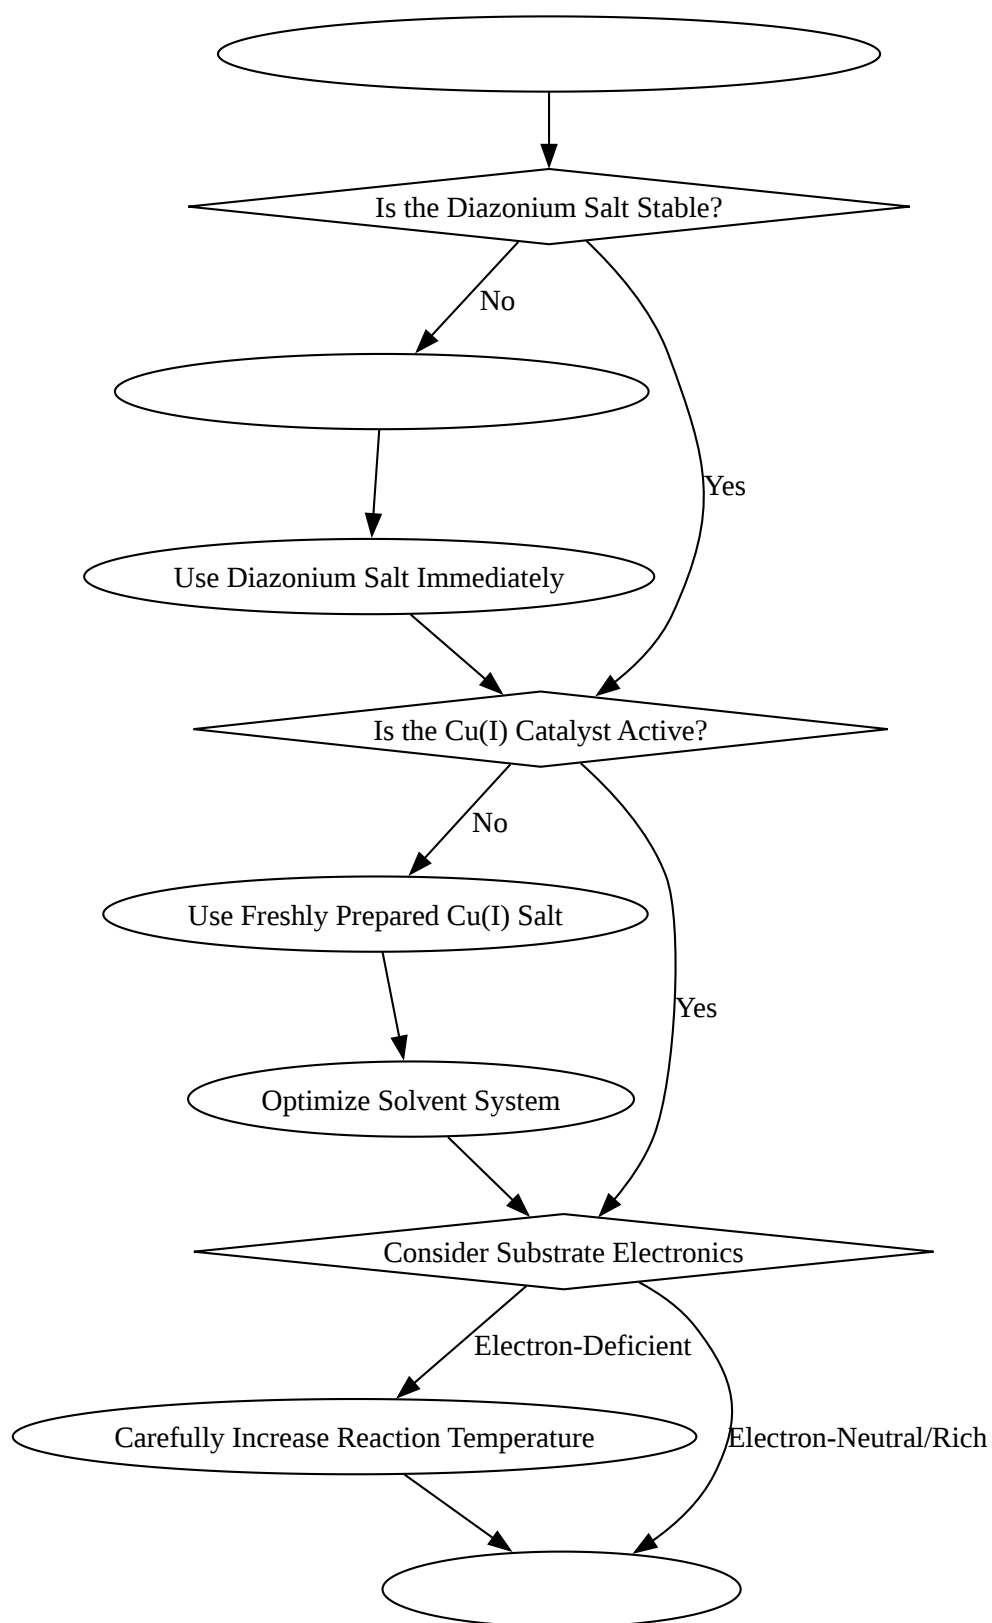 Is the Diazonium Salt Stable?
No
Yes
Use Diazonium Salt Immediately
Is the Cu(I) Catalyst Active?
No
Use Freshly Prepared Cu(I) Salt
Yes
Optimize Solvent System
Consider Substrate Electronics
Electron-Deficient
Carefully Increase Reaction Temperature
Electron-Neutral/Rich